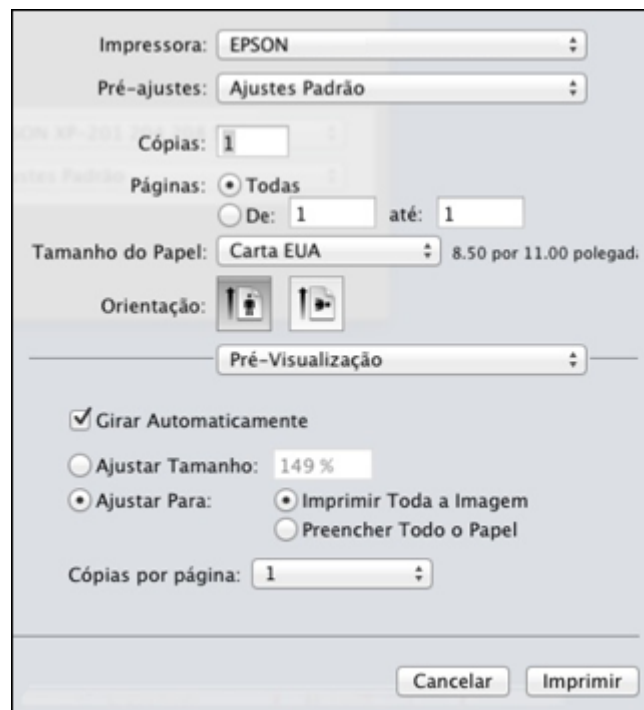 Impressora: EPSON
Pré-ajustes: Ajustes Padrão
Cópias: 1
Páginas: Todas
De: 1 até: 1
Tamanho do Papel: Carta EUA 8.50 por 11.00 polegada
Orientação:
Pré-Visualização
Girar Automaticamente
Ajustar Tamanho: 149 %
Ajustar Para: Imprimir Toda a Imagem
Preencher Todo o Papel
Cópias por página: 1
Cancelar Imprimir